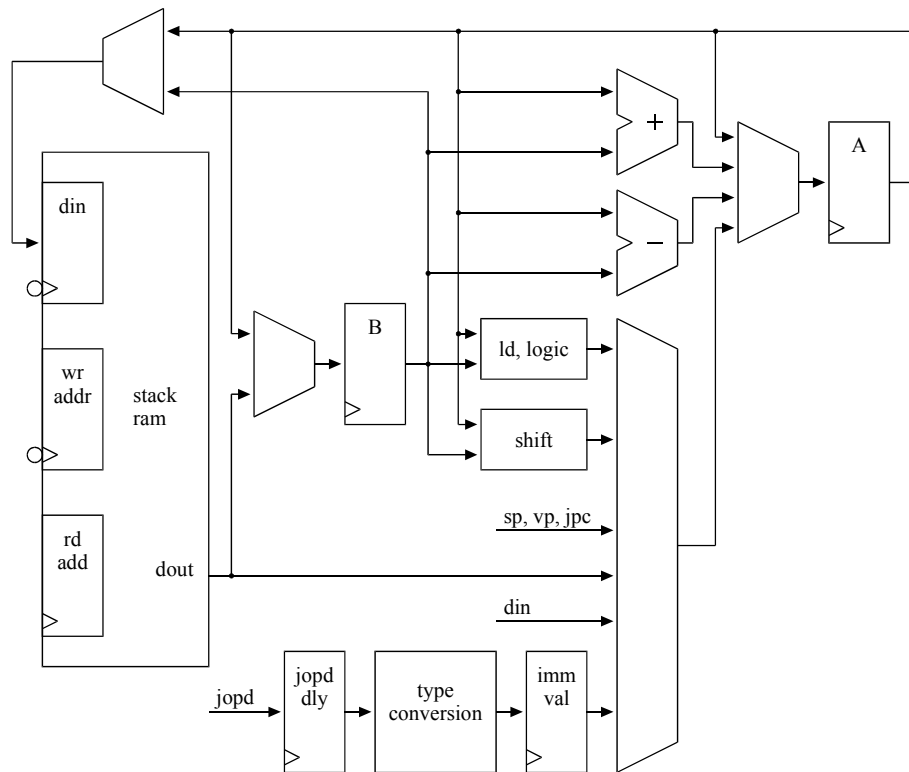 A
+
din
−
B
ld, logic
wr
addr
stack
ram
shift
sp, vp, jpc
rd
add
dout
din
jopd
jopd
dly
type
conversion
imm
val